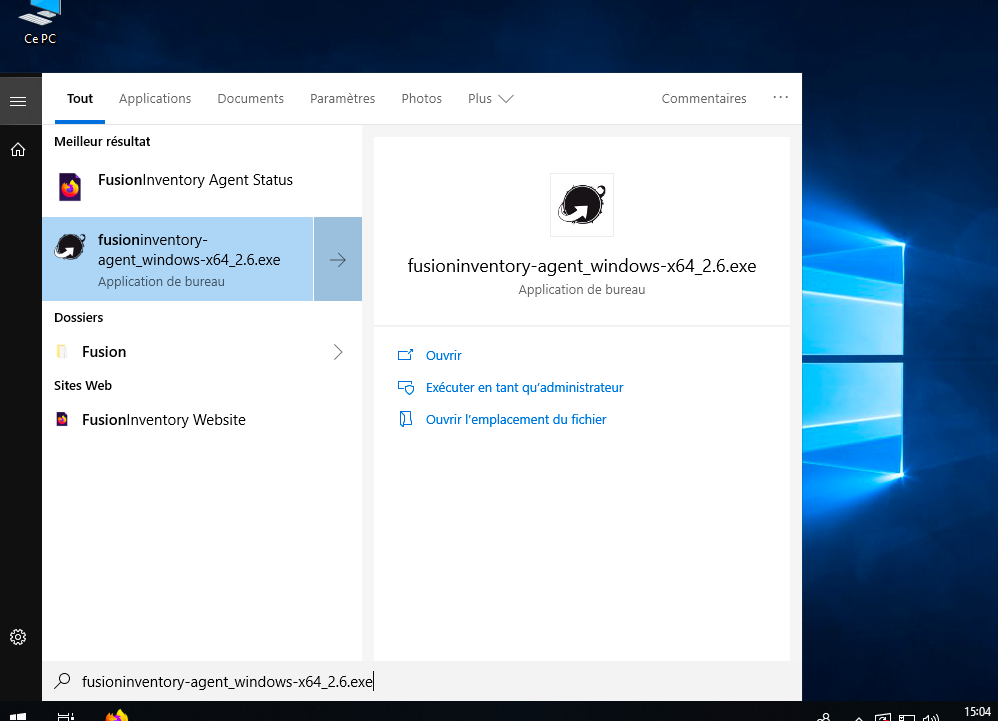 Ce PC
Tout Applications Documents Paramètres Photos Plus Commentaires ...
Meilleur résultat
FusionInventory Agent Status
fusioninventory-
agent_windows-x64_2.6.exe
Application de bureau
Dossiers
Fusion
Sites Web
FusionInventory Website
fusioninventory-agent_windows-x64_2.6.exe
Application de bureau
Ouvrir
Exécuter en tant qu'administrateur
Ouvrir l'emplacement du fichier
fusioninventory-agent_windows-x64_2.6.exe
15:04